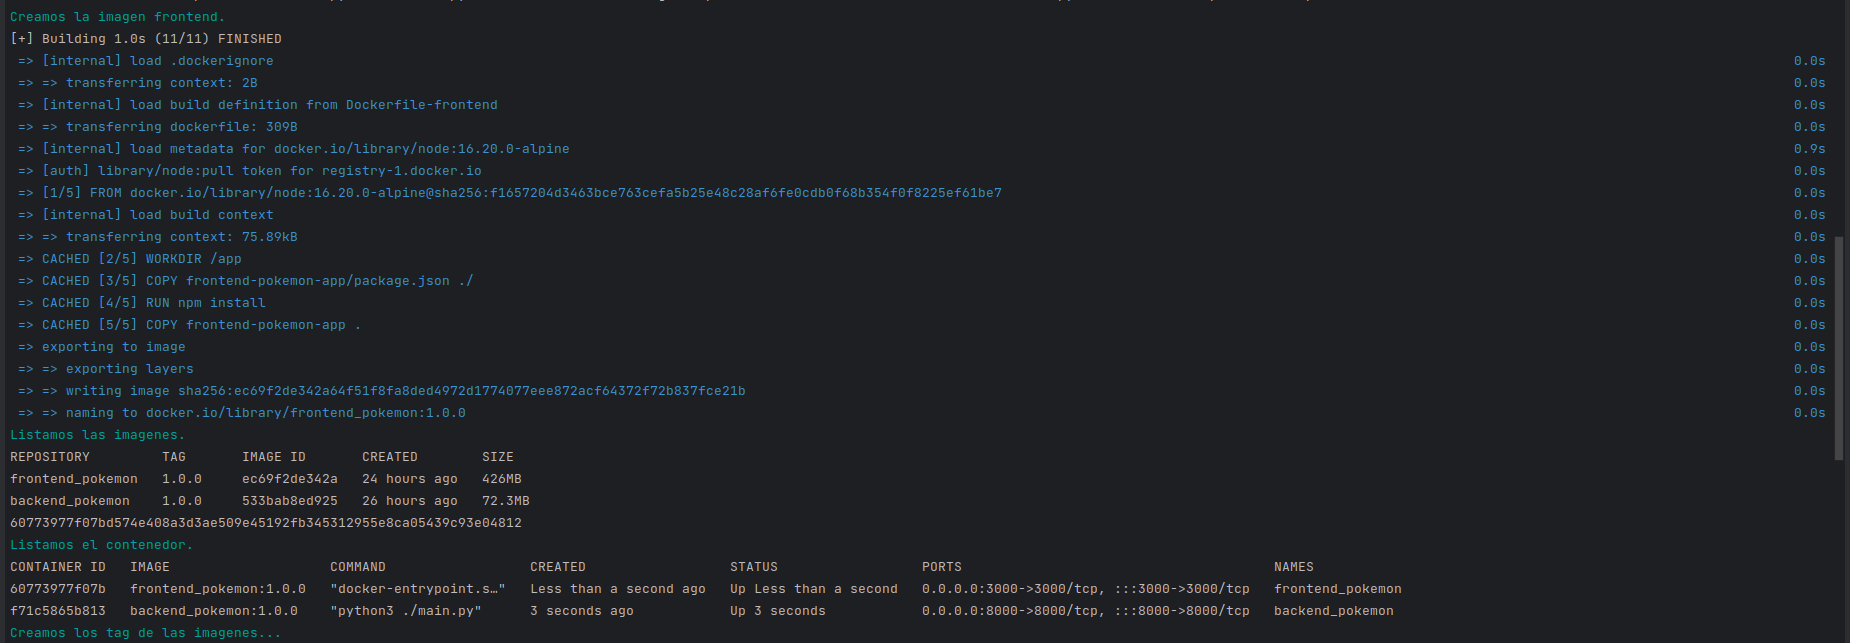 Creamos la imagen frontend.
[+] Building 1.0s (11/11) FINISHED
=> [internal] load .dockerignore 0.0s
=> => transferring context: 2B 0.0s
=> [internal] load build definition from Dockerfile-frontend 0.0s
=> => transferring dockerfile: 309B 0.0s
=> [internal] load metadata for docker.io/library/node:16.20.0-alpine 0.9s
=> [auth] library/node:pull token for registry-1.docker.io 0.0s
=> [1/5] FROM docker.io/library/node:16.20.0-alpine@sha256:f1657204d3463bce763cefa5b25e48c28af6fe0cdb0f68b354f0f8225ef61be7 0.0s
=> [internal] load build context 0.0s
=> => transferring context: 75.89kB 0.0s
=> CACHED [2/5] WORKDIR /app 0.0s
=> CACHED [3/5] COPY frontend-pokemon-app/package.json ./ 0.0s
=> CACHED [4/5] RUN npm install 0.0s
=> CACHED [5/5] COPY frontend-pokemon-app . 0.0s
=> exporting to image 0.0s
=> => exporting layers 0.0s
=> => writing image sha256:ec69f2de342a64f51f8fa8ded4972d1774077eee872acf64372f72b837fce21b 0.0s
=> => naming to docker.io/library/frontend_pokemon:1.0.0 0.0s
Listamos las imagenes.
REPOSITORY TAG IMAGE ID CREATED SIZE
frontend_pokemon 1.0.0 ec69f2de342a 24 hours ago 426MB
backend_pokemon 1.0.0 533bab8ed925 26 hours ago 72.3MB
60773977f07bd574e408a3d3ae509e45192fb345312955e8ca05439c93e04812
Listamos el contenedor.
CONTAINER ID IMAGE COMMAND CREATED STATUS PORTS NAMES
60773977f07b frontend_pokemon:1.0.0 "docker-entrypoint.s…" Less than a second ago Up Less than a second 0.0.0.0:3000->3000/tcp, :::3000->3000/tcp frontend_pokemon
f71c5865b813 backend_pokemon:1.0.0 "python3 ./main.py" 3 seconds ago Up 3 seconds 0.0.0.0:8000->8000/tcp, :::8000->8000/tcp backend_pokemon
Creamos los tag de las imagenes...